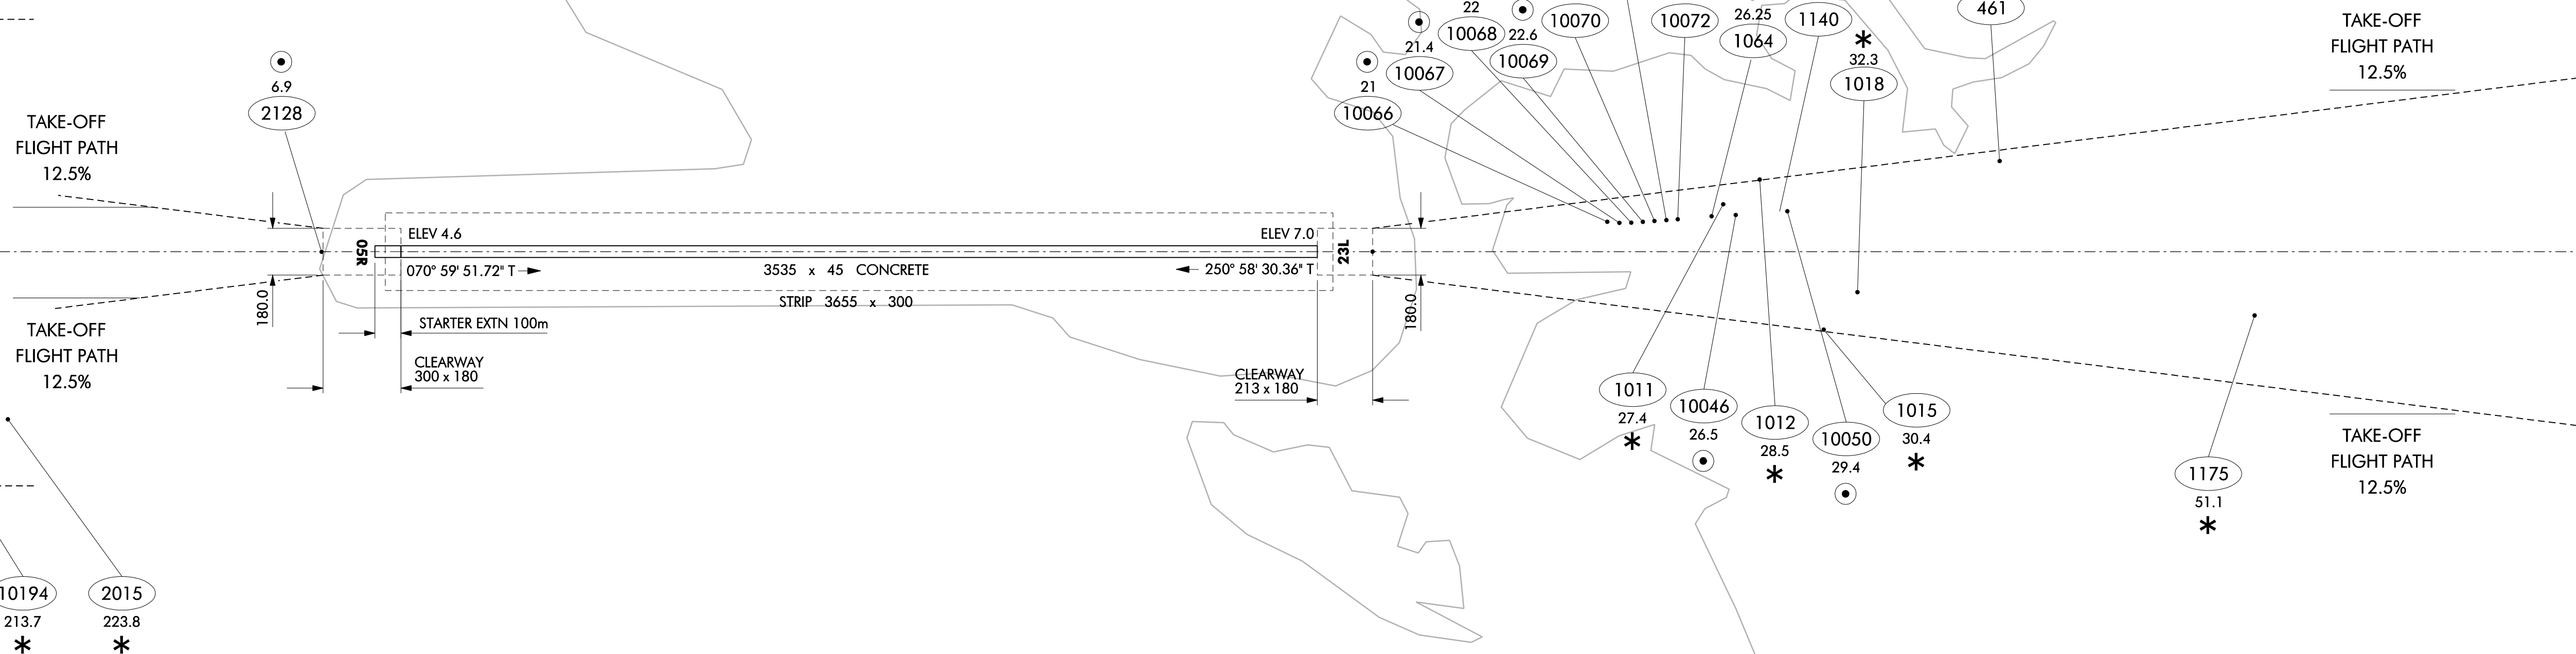 22
26.25
461
TAKE-OFF
FLIGHT PATH
12.5%
10068
22.6
10070
10072
1064
1140
21.4
10067
10069
32.3
1018
6.9
2128
21
10066
TAKE-OFF
FLIGHT PATH
12.5%
180.0
05R
ELEV 4.6
ELEV 7.0
23L
070° 59' 51.72" T
3535 x 45 CONCRETE
250° 58' 30.36" T
STRIP 3655 x 300
180.0
STARTER EXTN 100m
TAKE-OFF
FLIGHT PATH
12.5%
CLEARWAY
300 x 180
CLEARWAY
213 x 180
1011
27.4
10046
26.5
1012
28.5
10050
29.4
1015
30.4
1175
51.1
TAKE-OFF
FLIGHT PATH
12.5%
10194
213.7
2015
223.8